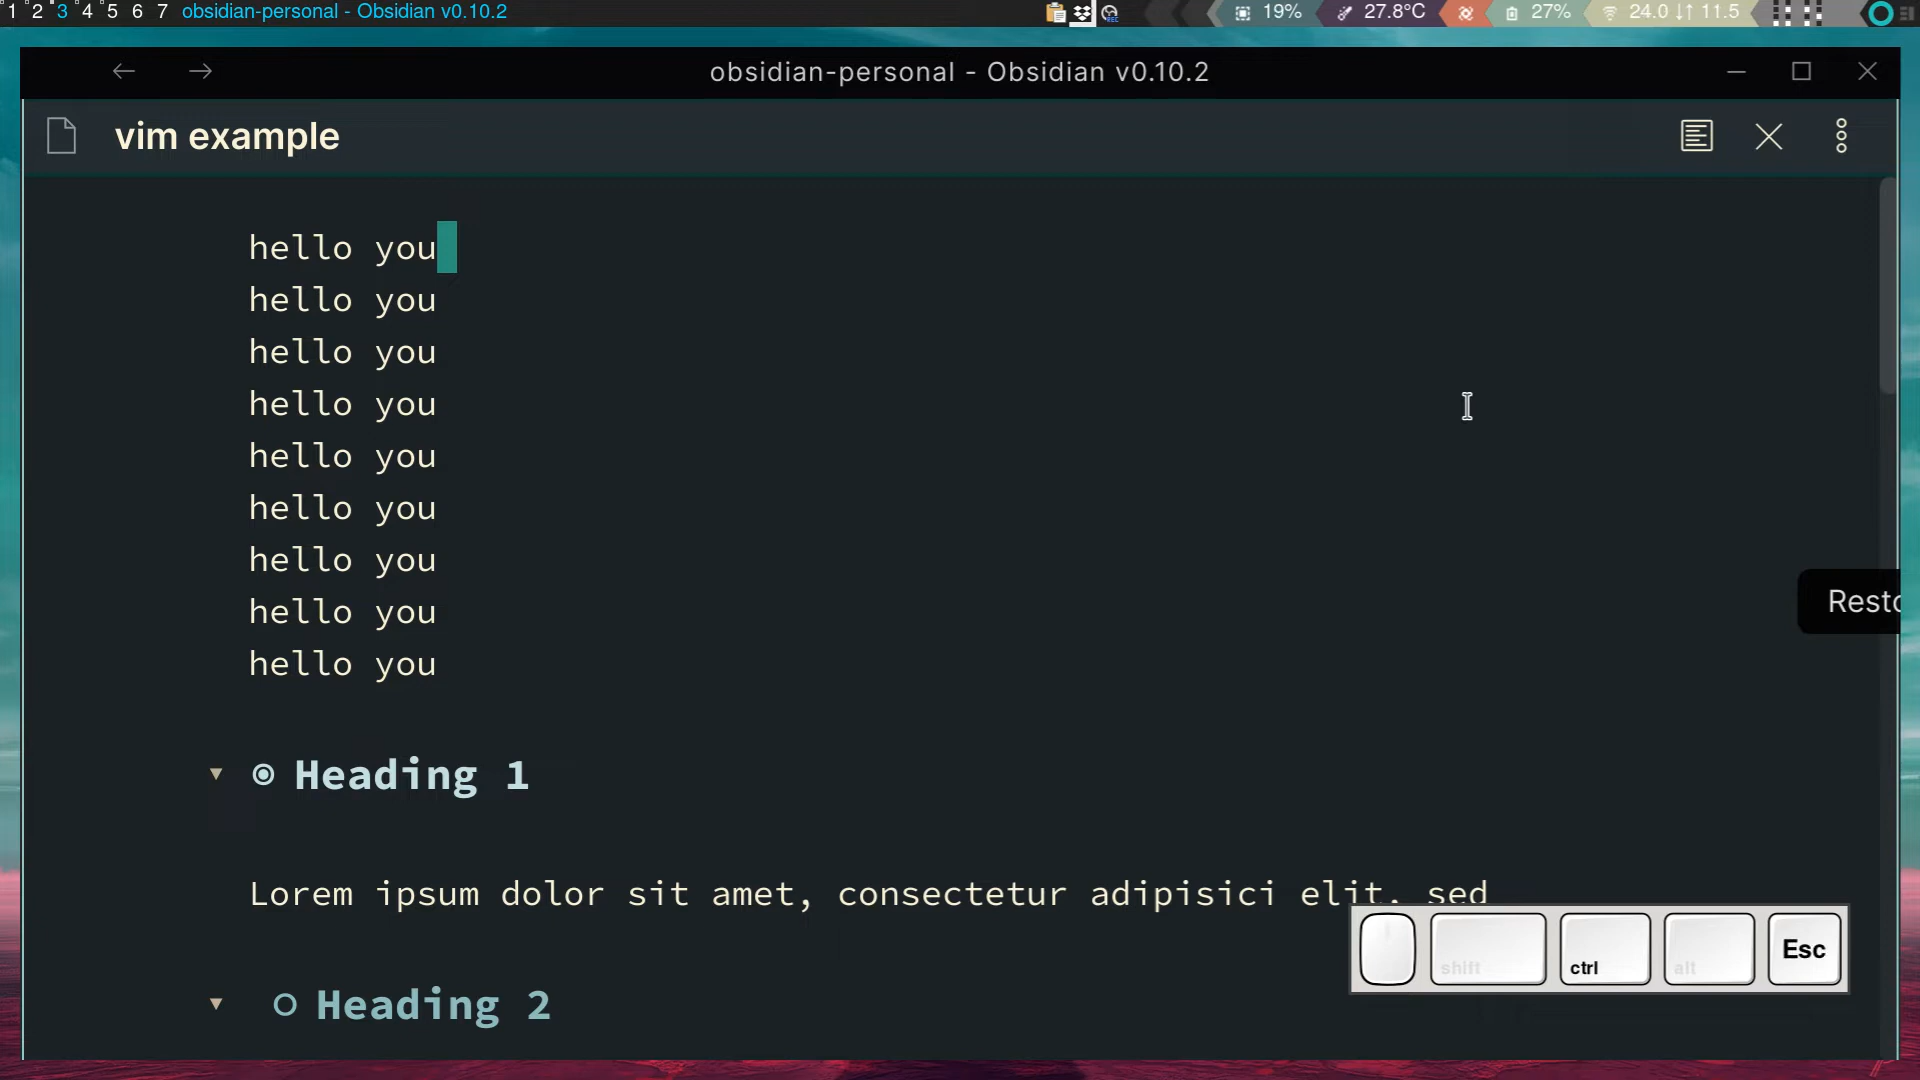 1 2 3 4 5 6 7 obsidian-personal - Obsidian v0.10.2 19% 27.8°C 27% 24.0 ↓↑ 11.5
obsidian-personal - Obsidian v0.10.2
vim example
hello you
hello you
hello you
hello you
hello you
hello you
hello you
hello you
hello you
Resto
Heading 1
Lorem ipsum dolor sit amet, consectetur adipisici elit, sed
shift ctrl alt Esc
Heading 2